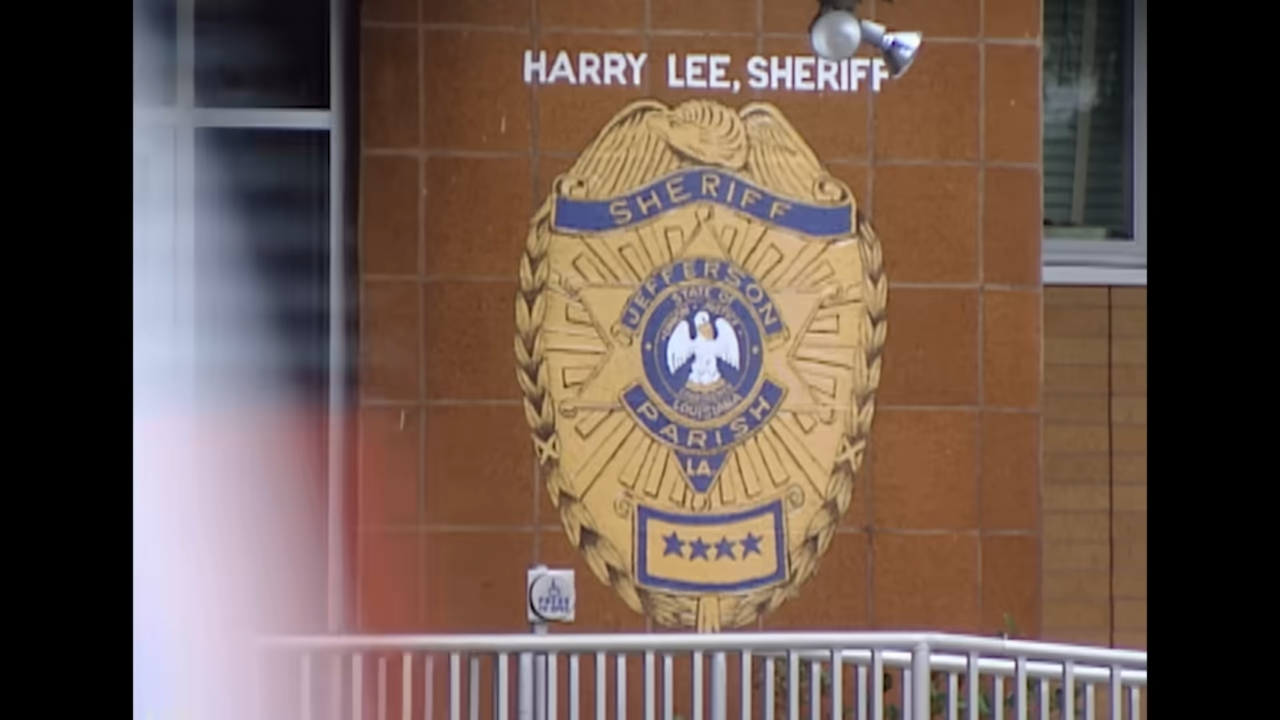 HARRY LEE, SHERIFF
SHERIFF
JEFFERSON
STATE OF
LOUISIANA
PARISH
LA.